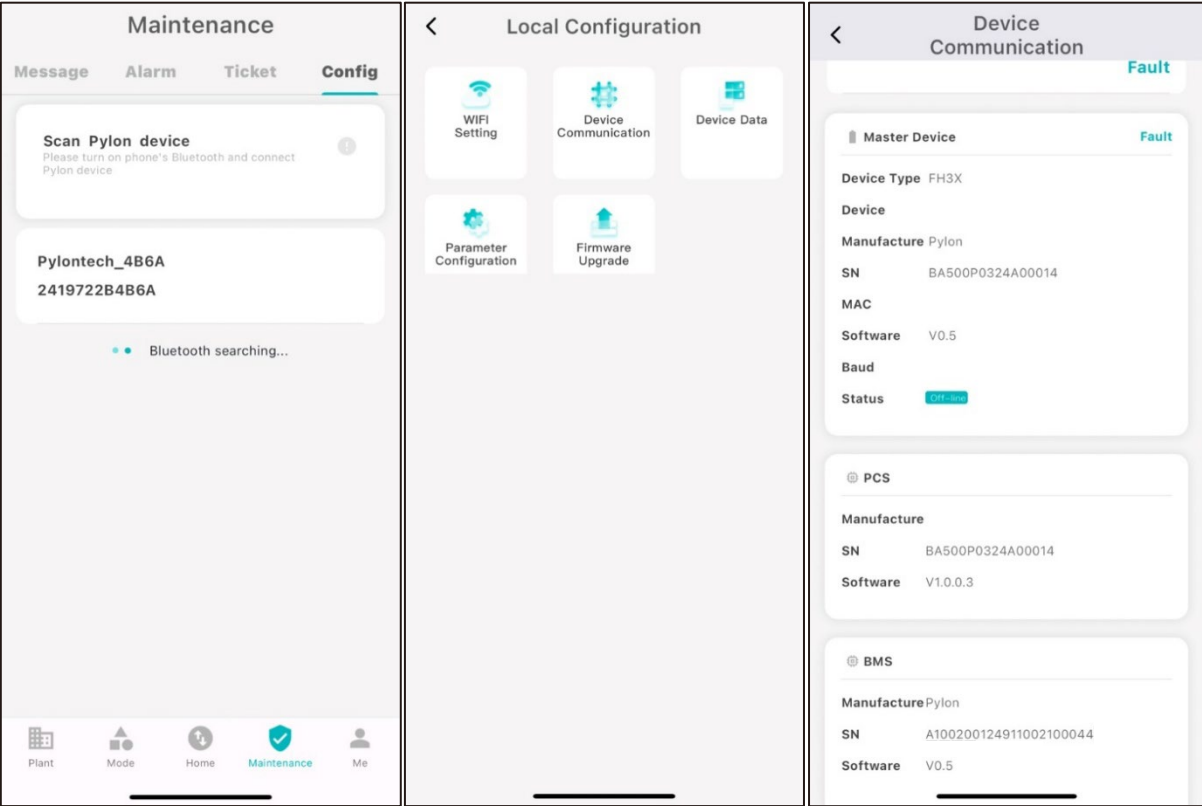 Maintenance
Message Alarm Ticket Config
Scan Pylon device
Please turn on phone's Bluetooth and connect
Pylon device
Pylontech_4B6A
2419722B4B6A
Bluetooth searching...
Plant Mode Home Maintenance Me
Local Configuration
WIFI
Setting
Device
Communication
Device Data
Parameter
Configuration
Firmware
Upgrade
Device
Communication
Fault
Master Device Fault
Device Type FH3X
Device
Manufacture Pylon
SN BA500P0324A00014
MAC
Software V0.5
Baud
Status Off-line
PCS
Manufacture
SN BA500P0324A00014
Software V1.0.0.3
BMS
Manufacture Pylon
SN A100200124911002100044
Software V0.5